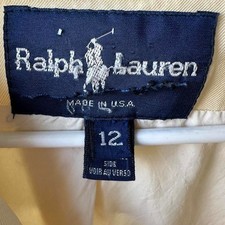 Ralph Lauren
MADE IN U.S.A.
12
SIDE
VOIR AU VERSO